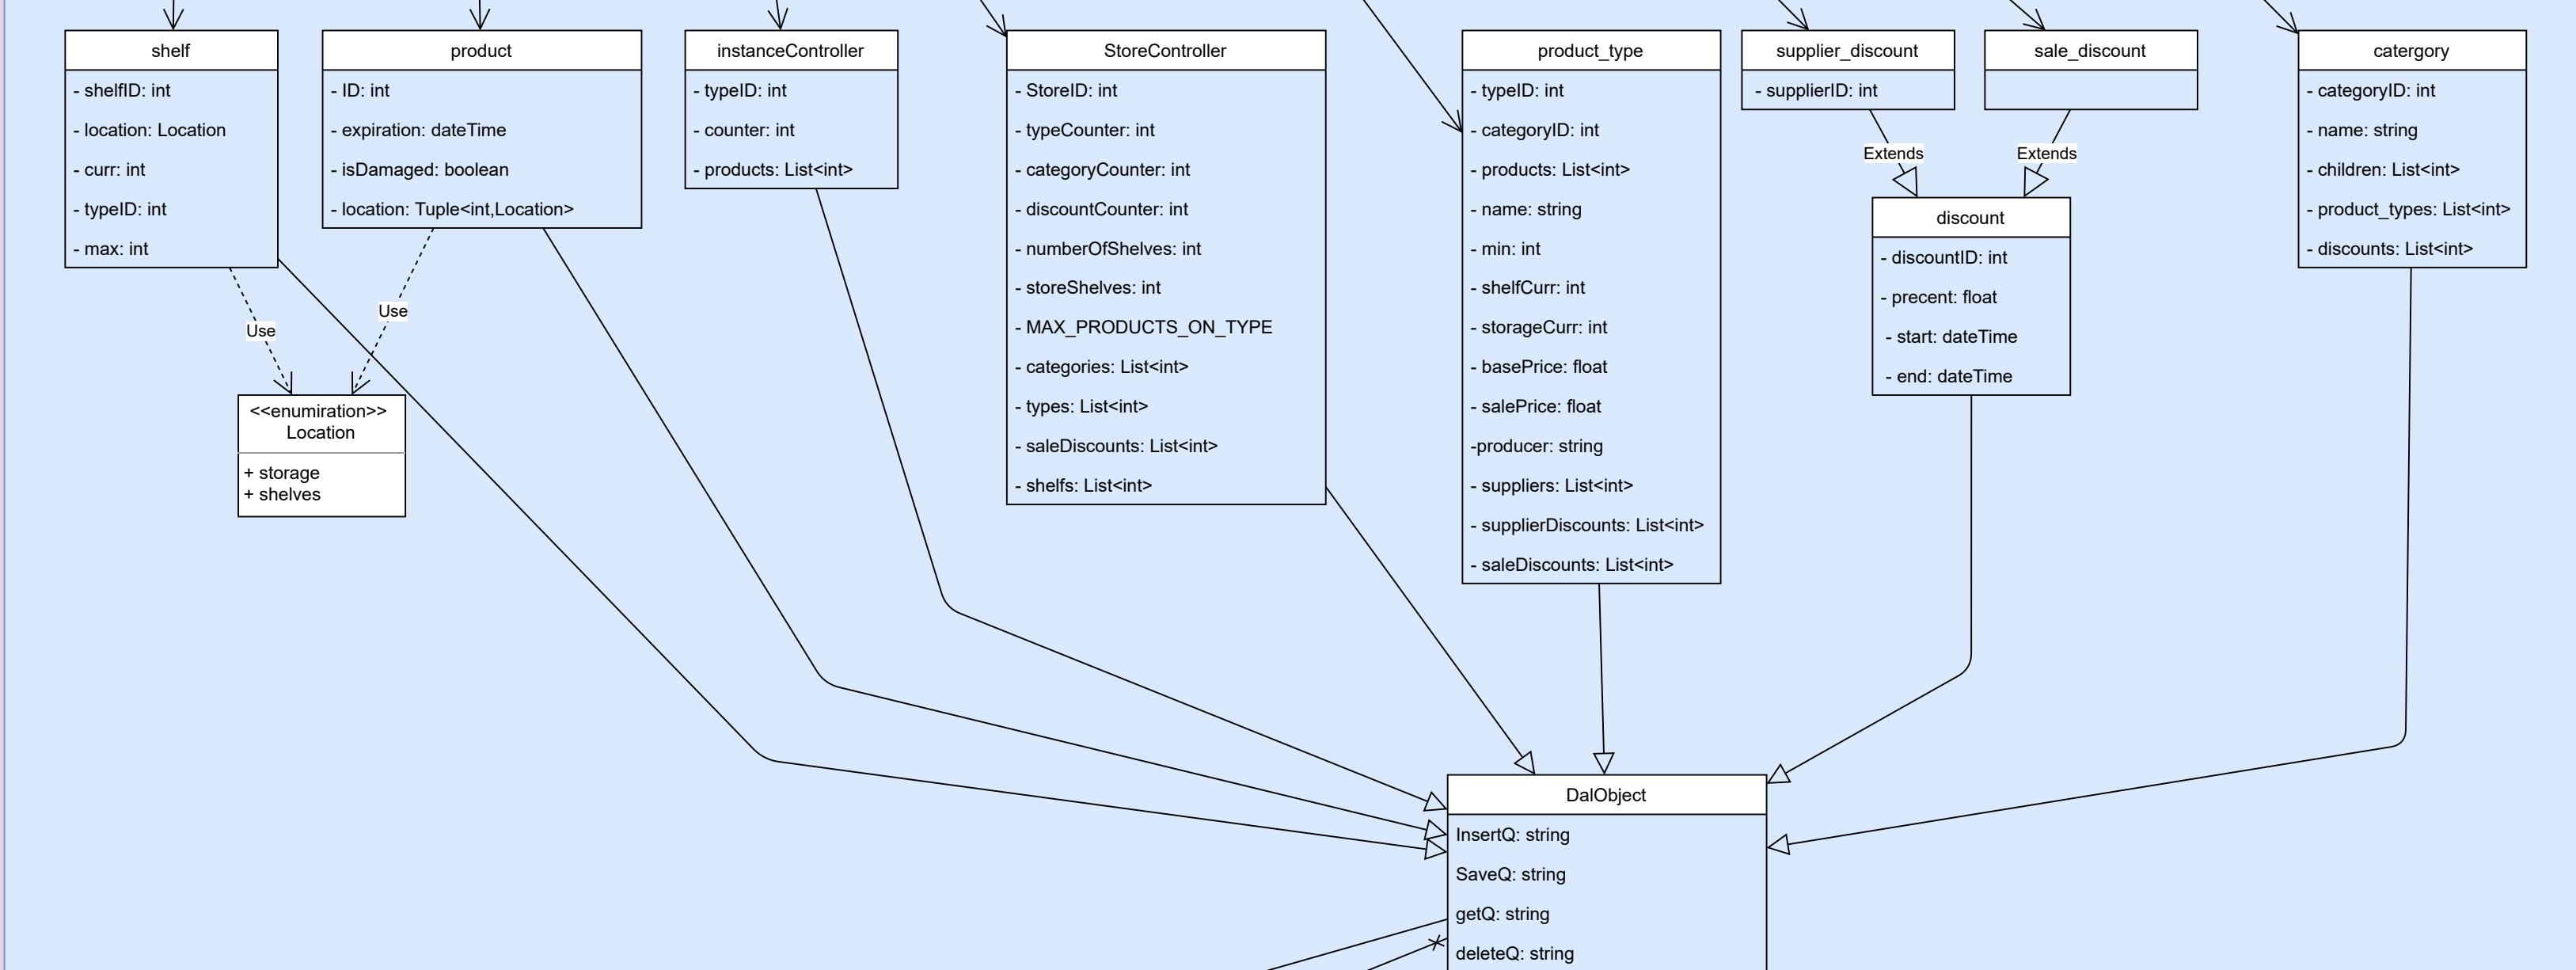 shelf
- shelfID: int
- location: Location
- curr: int
- typeID: int
- max: int
product
- ID: int
- expiration: dateTime
- isDamaged: boolean
- location: Tuple<int,Location>
instanceController
- typeID: int
- counter: int
- products: List<int>
StoreController
- StoreID: int
- typeCounter: int
- categoryCounter: int
- discountCounter: int
- numberOfShelves: int
- storeShelves: int
- MAX_PRODUCTS_ON_TYPE
- categories: List<int>
- types: List<int>
- saleDiscounts: List<int>
- shelfs: List<int>
product_type
- typeID: int
- categoryID: int
- products: List<int>
- name: string
- min: int
- shelfCurr: int
- storageCurr: int
- basePrice: float
- salePrice: float
-producer: string
- suppliers: List<int>
- supplierDiscounts: List<int>
- saleDiscounts: List<int>
supplier_discount
- supplierID: int
sale_discount
Extends
Extends
discount
- discountID: int
- precent: float
- start: dateTime
- end: dateTime
catergory
- categoryID: int
- name: string
- children: List<int>
- product_types: List<int>
- discounts: List<int>
Use
Use
<<enumiration>>
Location
+ storage
+ shelves
DalObject
InsertQ: string
SaveQ: string
getQ: string
deleteQ: string